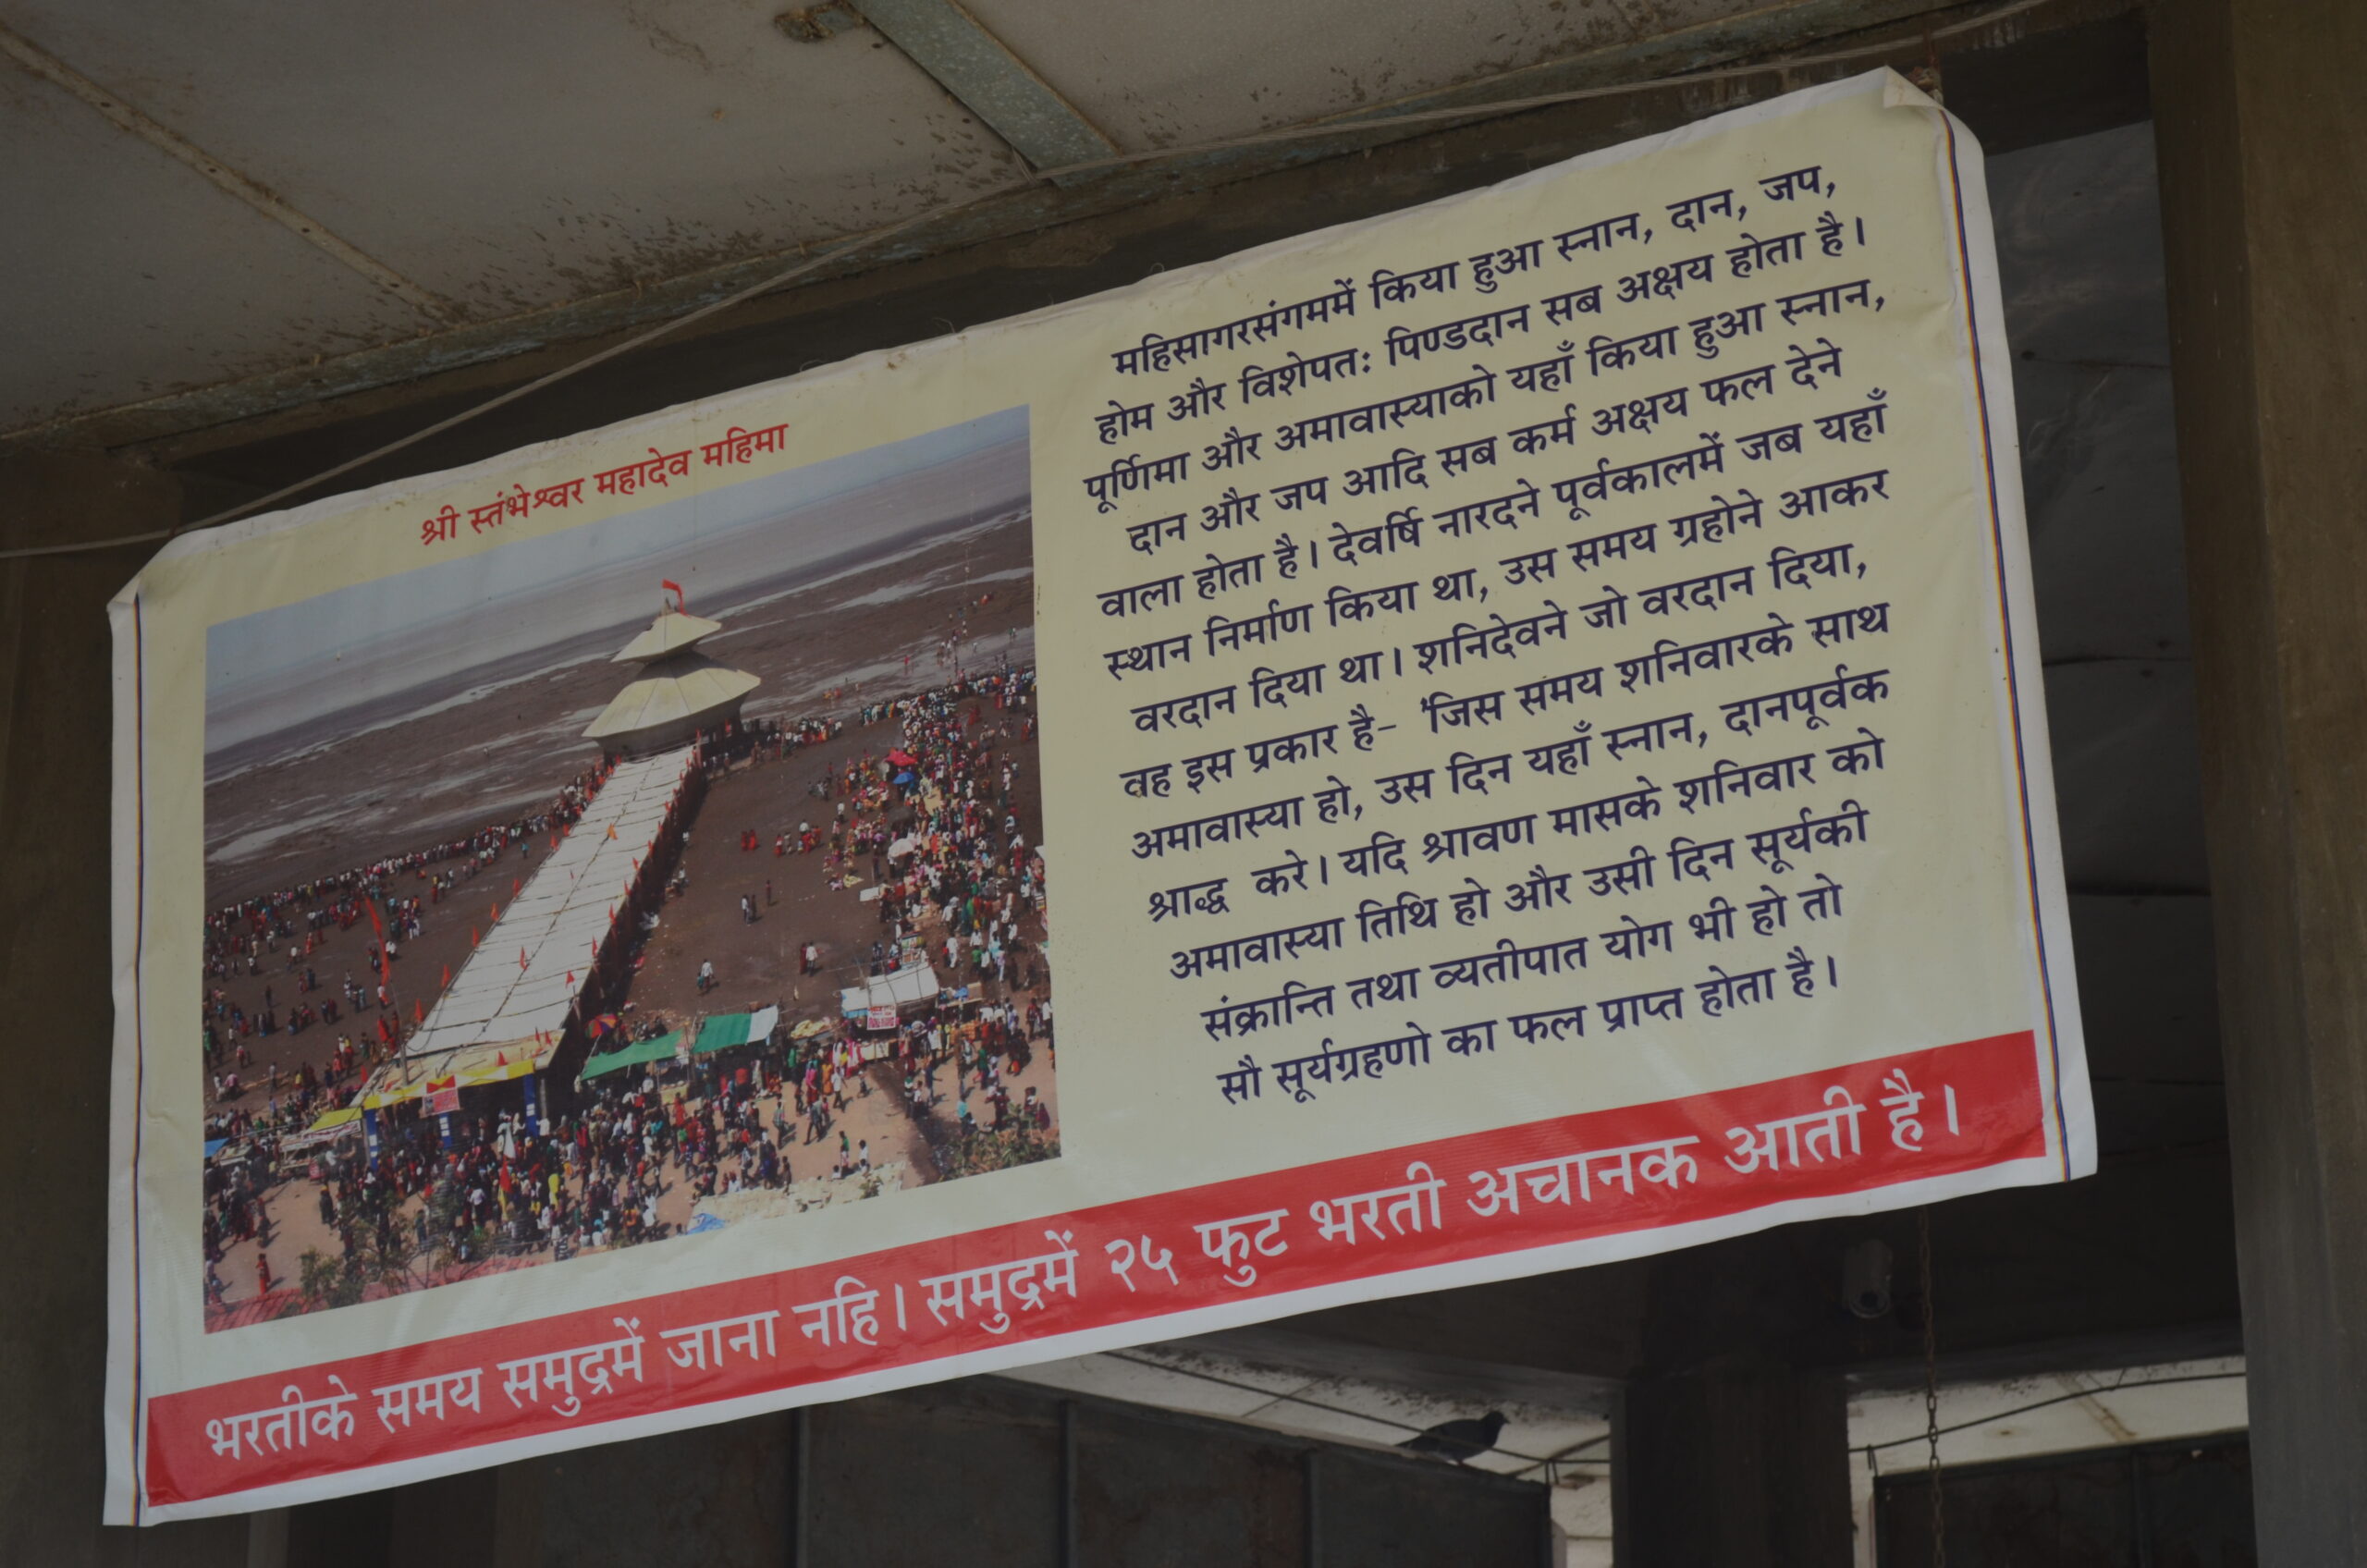 श्री स्तंभेश्वर महादेव महिमा
महिसागरसंगममें किया हुआ स्नान, दान, जप,
होम और विशेपतः पिण्डदान सब अक्षय होता है।
पूर्णिमा और अमावास्याको यहाँ किया हुआ स्नान,
दान और जप आदि सब कर्म अक्षय फल देने
वाला होता है। देवर्षि नारदने पूर्वकालमें जब यहाँ
स्थान निर्माण किया था, उस समय ग्रहोने आकर
वरदान दिया था। शनिदेवने जो वरदान दिया,
वह इस प्रकार है- 'जिस समय शनिवारके साथ
अमावास्या हो, उस दिन यहाँ स्नान, दानपूर्वक
श्राद्ध करे। यदि श्रावण मासके शनिवार को
अमावास्या तिथि हो और उसी दिन सूर्यकी
संक्रान्ति तथा व्यतीपात योग भी हो तो
सौ सूर्यग्रहणो का फल प्राप्त होता है।
भरतीके समय समुद्रमें जाना नहि। समुद्रमें २५ फुट भरती अचानक आती है।